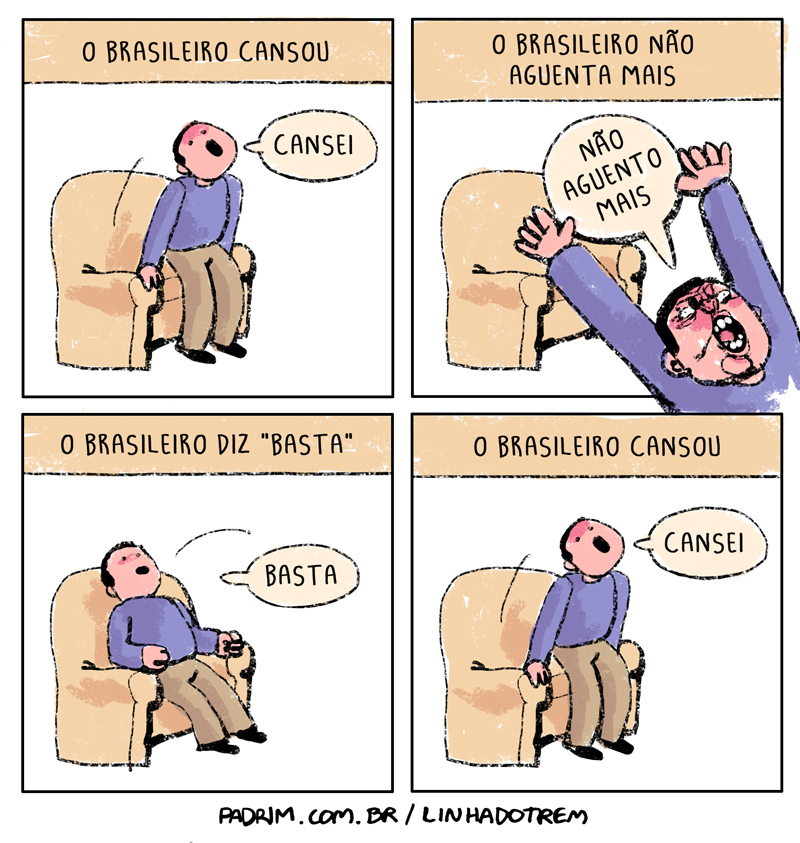 O BRASILEIRO CANSOU
CANSEI
O BRASILEIRO NÃO
AGUENTA MAIS
NÃO
AGUENTO
MAIS
O BRASILEIRO DIZ "BASTA"
BASTA
O BRASILEIRO CANSOU
CANSEI
PADRIM.COM.BR / LINHADOTREM